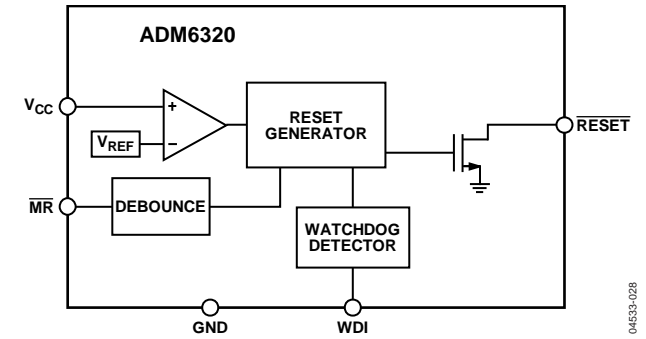 ADM6320
VCC
+
VREF
–
RESET
GENERATOR
RESET
MR
DEBOUNCE
WATCHDOG
DETECTOR
GND
WDI
04533-028